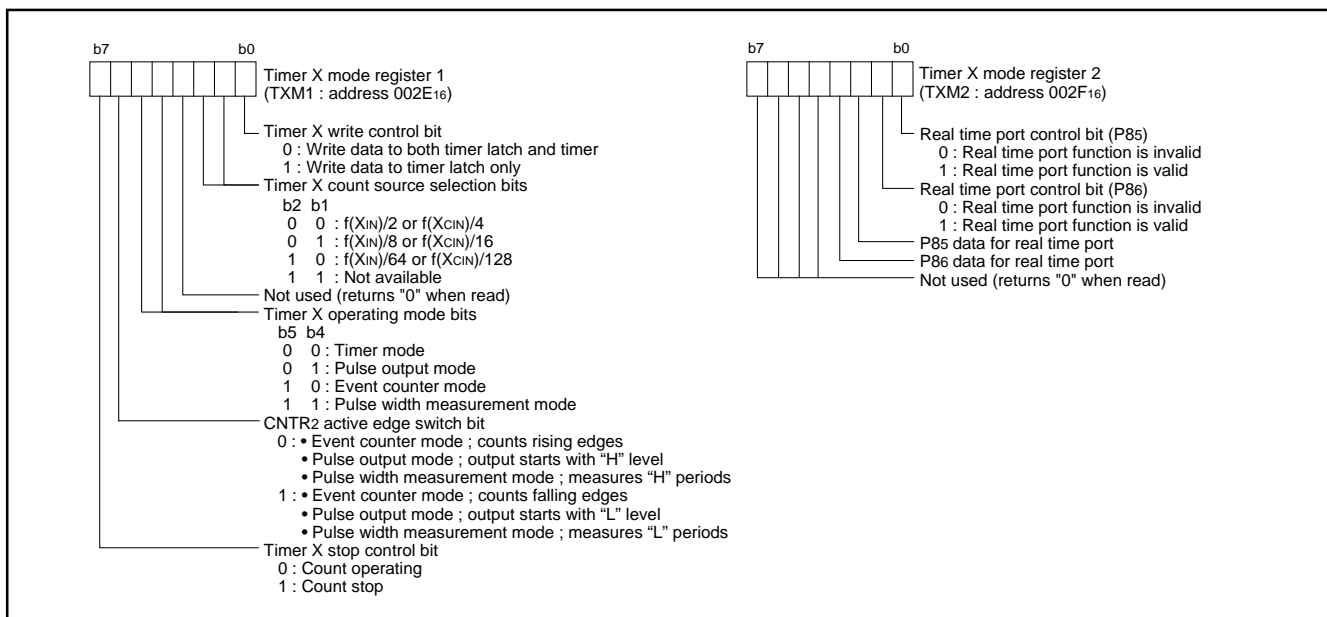 b7 b0
Timer X mode register 1
(TXM1 : address 002E16)
Timer X write control bit
0 : Write data to both timer latch and timer
1 : Write data to timer latch only
Timer X count source selection bits
b2 b1
0 0 : f(XIN)/2 or f(XCIN)/4
0 1 : f(XIN)/8 or f(XCIN)/16
1 0 : f(XIN)/64 or f(XCIN)/128
1 1 : Not available
Not used (returns "0" when read)
Timer X operating mode bits
b5 b4
0 0 : Timer mode
0 1 : Pulse output mode
1 0 : Event counter mode
1 1 : Pulse width measurement mode
CNTR2 active edge switch bit
0 : • Event counter mode ; counts rising edges
• Pulse output mode ; output starts with “H” level
• Pulse width measurement mode ; measures “H” periods
1 : • Event counter mode ; counts falling edges
• Pulse output mode ; output starts with “L” level
• Pulse width measurement mode ; measures “L” periods
Timer X stop control bit
0 : Count operating
1 : Count stop
b7 b0
Timer X mode register 2
(TXM2 : address 002F16)
Real time port control bit (P85)
0 : Real time port function is invalid
1 : Real time port function is valid
Real time port control bit (P86)
0 : Real time port function is invalid
1 : Real time port function is valid
P85 data for real time port
P86 data for real time port
Not used (returns "0" when read)